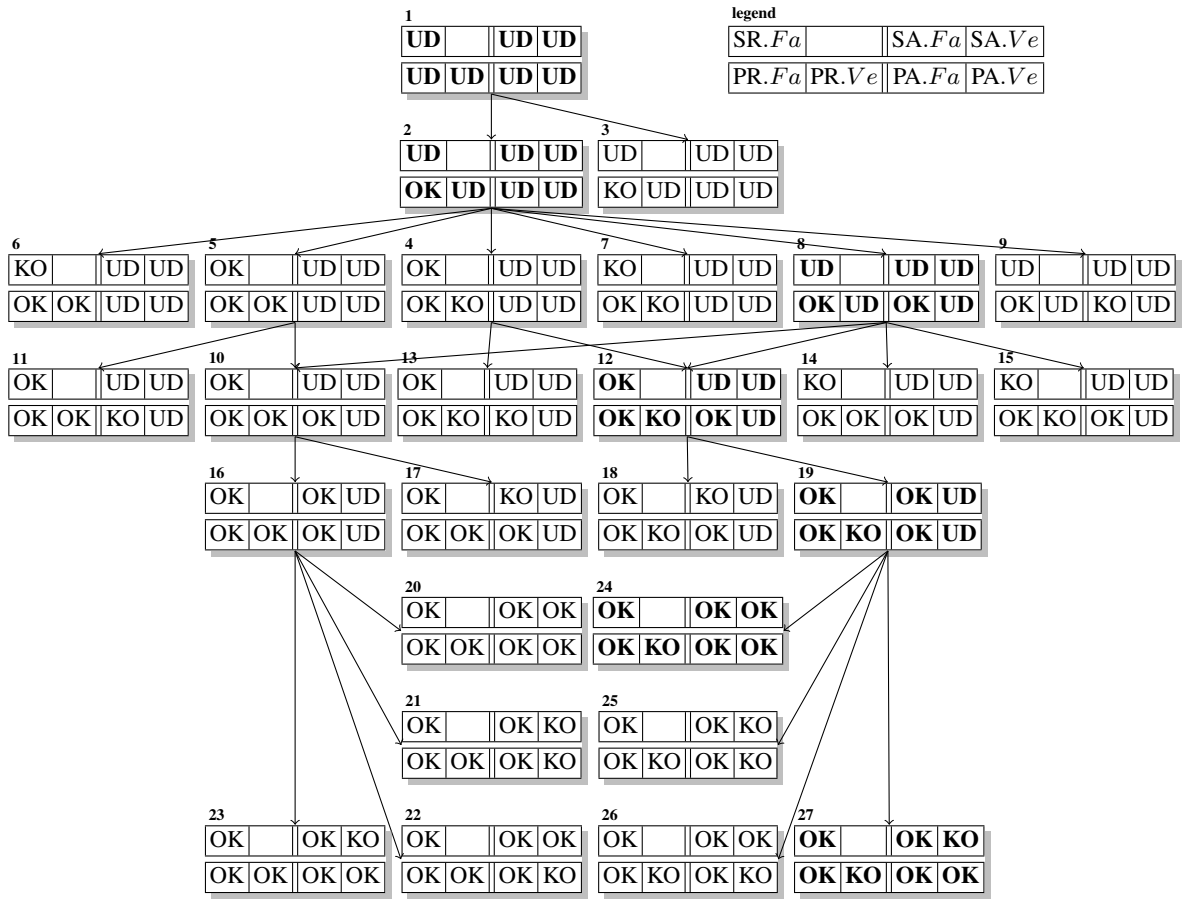 1 legend
UD UD UD SR.Fa SA.Fa SA.Ve
UD UD UD UD PR.Fa PR.Ve PA.Fa PA.Ve
2 3
UD UD UD UD UD UD
OK UD UD UD KO UD UD UD
6 5 4 7 8 9
KO UD UD OK UD UD OK UD UD KO UD UD UD UD UD UD UD UD
OK OK UD UD OK OK UD UD OK KO UD UD OK KO UD UD OK UD OK UD OK UD KO UD
11 10 13 12 14 15
OK UD UD OK UD UD OK UD UD OK UD UD KO UD UD KO UD UD
OK OK KO UD OK OK OK UD OK KO KO UD OK KO OK UD OK OK OK UD OK KO OK UD
16 17 18 19
OK OK UD OK KO UD OK KO UD OK OK UD
OK OK OK UD OK OK OK UD OK KO OK UD OK KO OK UD
20 24
OK OK OK OK OK OK
OK OK OK OK OK KO OK OK
21 25
OK OK KO OK OK KO
OK OK OK KO OK KO OK KO
23 22 26 27
OK OK KO OK OK OK OK OK OK OK OK KO
OK OK OK OK OK OK OK KO OK KO OK KO OK KO OK OK